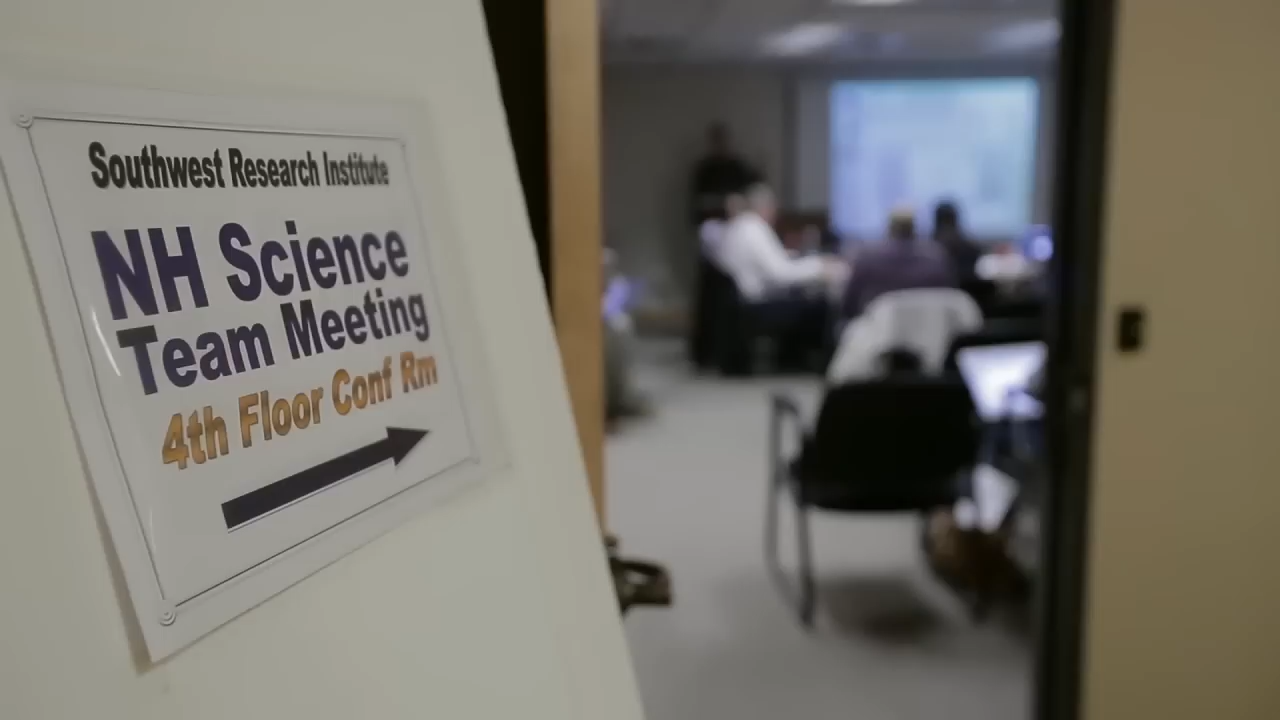 Southwest Research Institute
NH Science
Team Meeting
4th Floor Conf Rm